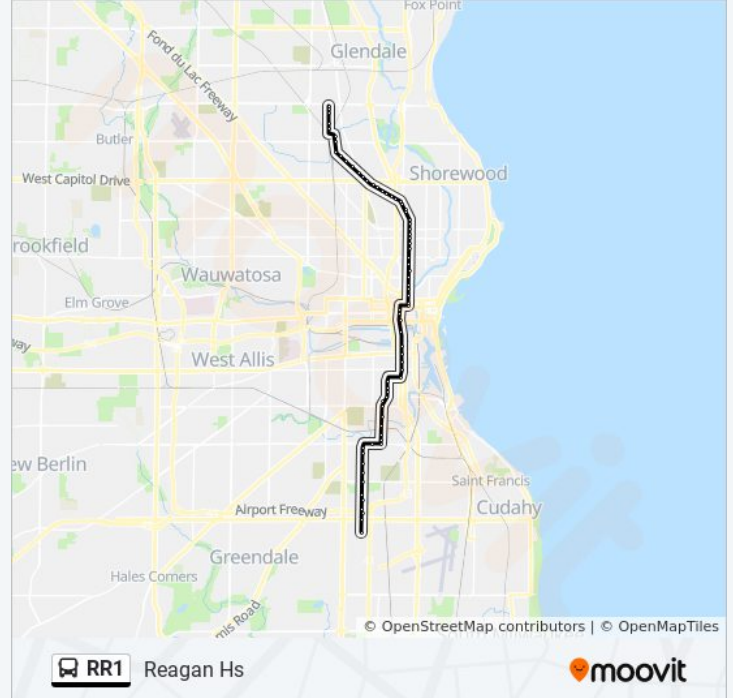 Fox Point
Glendale
Fond du Lac Freeway
Butler
West Capitol Drive
Shorewood
rookfield
Wauwatosa
Elm Grove
way
West Allis
ew Berlin
Saint Francis
Airport Freeway
Cudahy
Greendale
Hales Corners
mis Road
© OpenStreetMap contributors | © OpenMapTiles
RR1 Reagan Hs
moovit